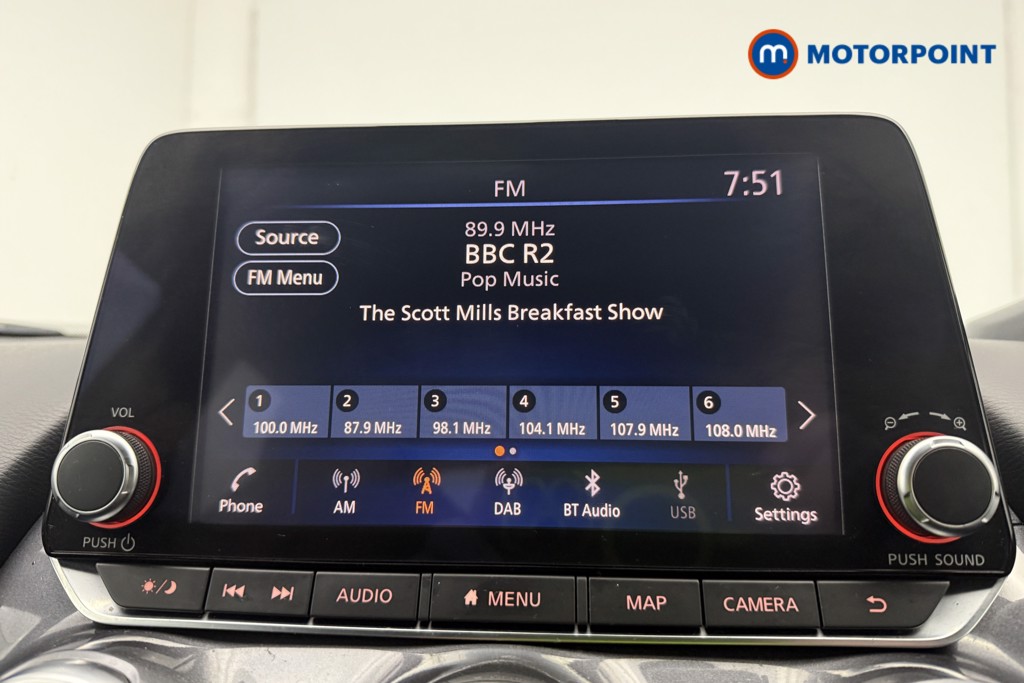 m MOTORPOINT
FM
7:51
Source
89.9 MHz
BBC R2
FM Menu
Pop Music
The Scott Mills Breakfast Show
1 2 3 4 5 6
100.0 MHz 87.9 MHz 98.1 MHz 104.1 MHz 107.9 MHz 108.0 MHz
VOL
Phone AM FM DAB BT Audio USB Settings
PUSH
PUSH SOUND
AUDIO MENU MAP CAMERA